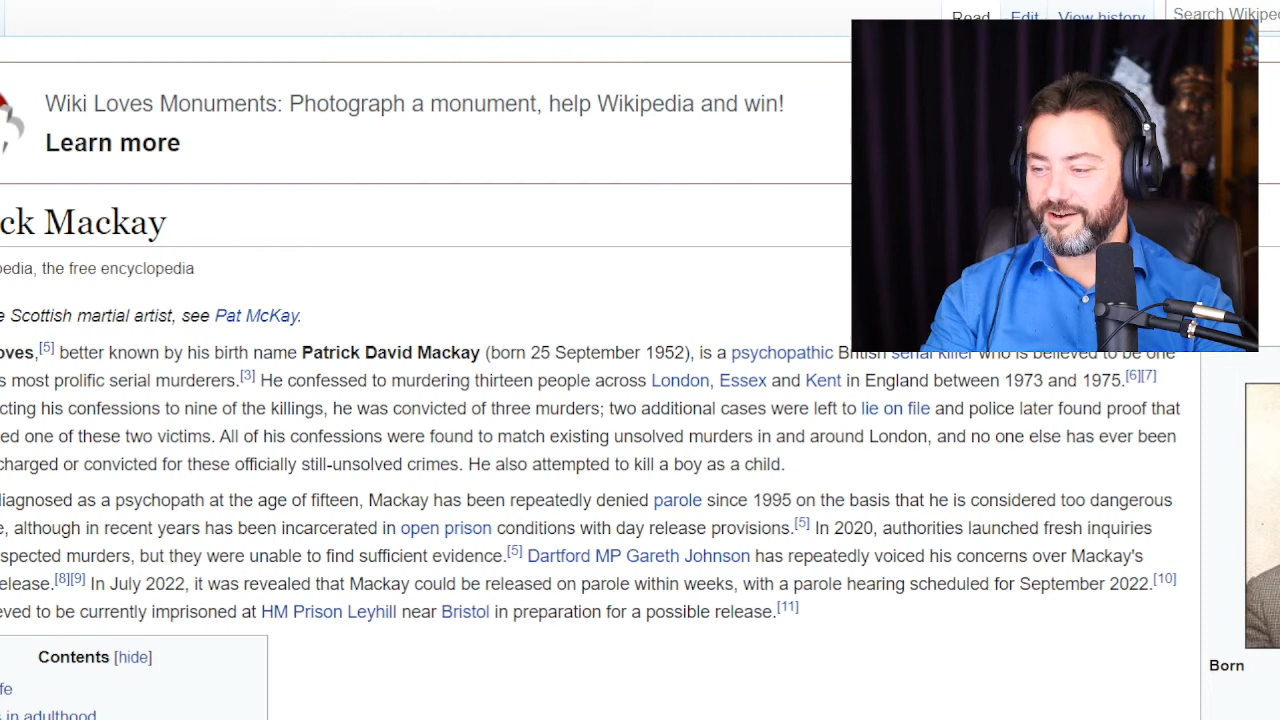 Read Edit View history Search Wikiped
Wiki Loves Monuments: Photograph a monument, help Wikipedia and win!
Learn more
ck Mackay
pedia, the free encyclopedia
e Scottish martial artist, see Pat McKay.
oves,[5] better known by his birth name Patrick David Mackay (born 25 September 1952), is a psychopathic British serial killer who is believed to be one
s most prolific serial murderers.[3] He confessed to murdering thirteen people across London, Essex and Kent in England between 1973 and 1975.[6][7]
cting his confessions to nine of the killings, he was convicted of three murders; two additional cases were left to lie on file and police later found proof that
ed one of these two victims. All of his confessions were found to match existing unsolved murders in and around London, and no one else has ever been
charged or convicted for these officially still-unsolved crimes. He also attempted to kill a boy as a child.
diagnosed as a psychopath at the age of fifteen, Mackay has been repeatedly denied parole since 1995 on the basis that he is considered too dangerous
e, although in recent years has been incarcerated in open prison conditions with day release provisions.[5] In 2020, authorities launched fresh inquiries
spected murders, but they were unable to find sufficient evidence.[5] Dartford MP Gareth Johnson has repeatedly voiced his concerns over Mackay's
elease.[8][9] In July 2022, it was revealed that Mackay could be released on parole within weeks, with a parole hearing scheduled for September 2022.[10]
eved to be currently imprisoned at HM Prison Leyhill near Bristol in preparation for a possible release.[11]
Contents [hide]
fe
s in adulthood
Born